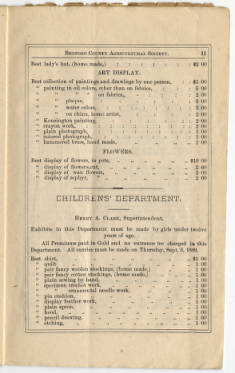 BEDFORD COUNTY AGRICULTURAL SOCIETY. 11
Best lady's hat, (home made,) $2 00
ART DISPLAY.
Best collection of paintings and drawings by one person, $5 00
" painting in oil colors, other than on fabrics, 5 00
" " " on fabrics, 2 00
" " plaque, 2 00
" " water colors, 2 00
" " on china, home artist, 2 00
" Kensington painting, 2 00
" crayon work, 2 00
" plain photograph, 2 00
" colored photograph, 2 00
" hammered brass, hand made, 2 00
FLOWERS.
Best display of flowers, in pots, $10 00
" display of flowers, cut, 2 00
" display of wax flowers, 2 00
" display of zephyr, 2 00
CHILDREN'S DEPARTMENT.
HENRY A. CLARK, Superintendent.
Exhibits in this Department must be made by girls under twelve
years of age.
All Premiums paid in Gold and no entrance fee charged in this
Department. All entries must be made on Thursday, Sept.
Best shirt, $1 00
" quilt, 1 00
" pair fancy woolen stockings, (home made,) 1 00
" pair fancy cotton stockings, (home made,) 1 00
" plain sewing by hand, 1 00
" specimen crochet work, 1 00
" " ornamental needle work, 1 00
" pin cushion, 1 00
" display leather work, 1 00
" plain apron, 1 00
" bread, 1 00
" pencil drawing, 1 00
" etching, 1 00